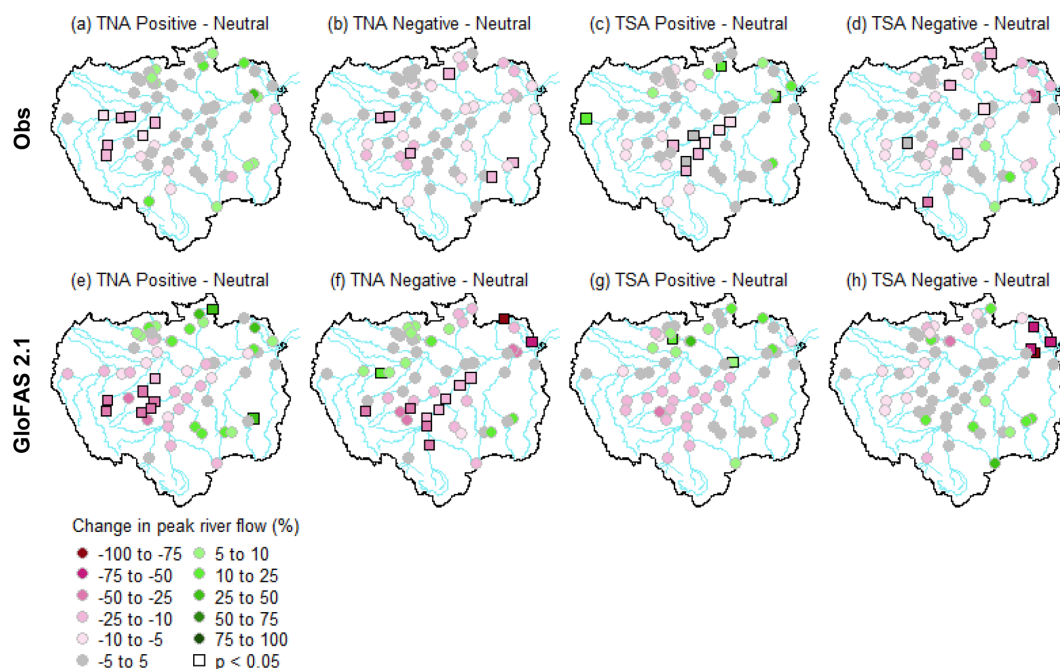 (a) TNA Positive - Neutral
(b) TNA Negative - Neutral
(c) TSA Positive - Neutral
(d) TSA Negative - Neutral
Obs
(e) TNA Positive - Neutral
(f) TNA Negative - Neutral
(g) TSA Positive - Neutral
(h) TSA Negative - Neutral
GloFAS 2.1
Change in peak river flow (%)
-100 to -75
-75 to -50
-50 to -25
-25 to -10
-10 to -5
-5 to 5
5 to 10
10 to 25
25 to 50
50 to 75
75 to 100
p < 0.05